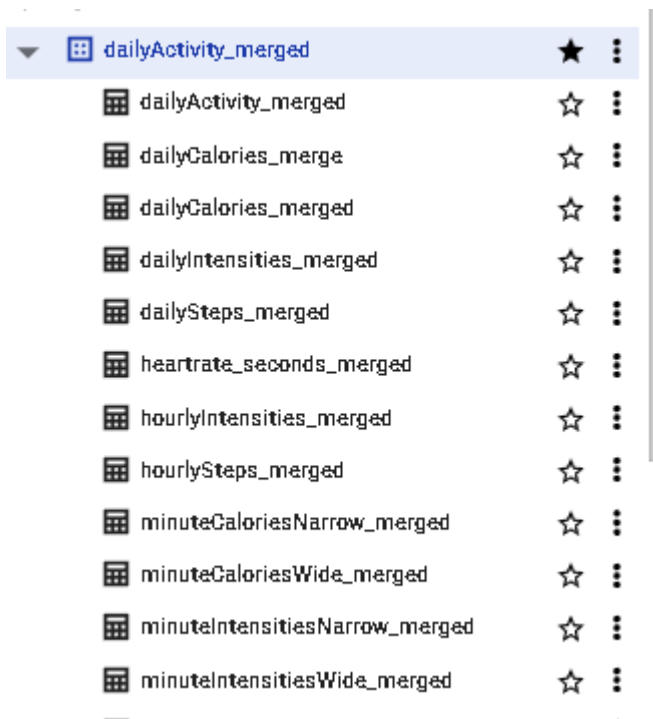 dailyActivity_merged
dailyActivity_merged
dailyCalories_merge
dailyCalories_merged
dailyIntensities_merged
dailySteps_merged
heartrate_seconds_merged
hourlyIntensities_merged
hourlySteps_merged
minuteCaloriesNarrow_merged
minuteCaloriesWide_merged
minuteIntensitiesNarrow_merged
minuteIntensitiesWide_merged